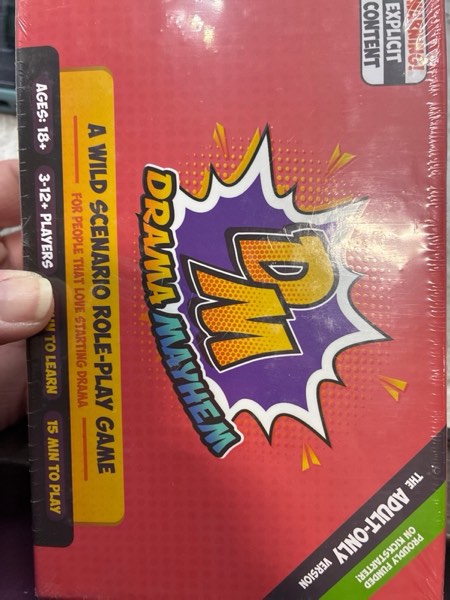 WARNING!
EXPLICIT
CONTENT
DM
DRAMA MAYHEM
A WILD SCENARIO ROLE-PLAY GAME
FOR PEOPLE THAT LOVE STARTING DRAMA
AGES: 18+
3-12+ PLAYERS
TO LEARN
15 MIN TO PLAY
THE ADULT-ONLY VERSION
PROUDLY FUNDED
ON KICKSTARTER!